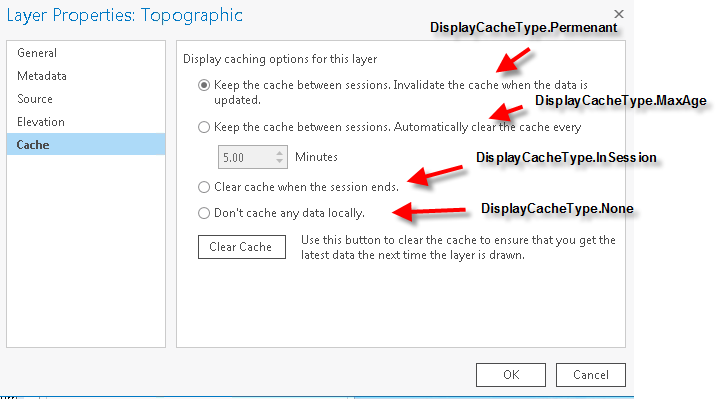 Layer Properties: Topographic
DisplayCacheType.Permenant
General
Metadata
Source
Elevation
Cache
Display caching options for this layer
Keep the cache between sessions. Invalidate the cache when the data is
updated.
DisplayCacheType.MaxAge
Keep the cache between sessions. Automatically clear the cache every
5.00 Minutes
DisplayCacheType.InSession
Clear cache when the session ends.
DisplayCacheType.None
Don't cache any data locally.
Clear Cache
Use this button to clear the cache to ensure that you get the
latest data the next time the layer is drawn.
OK Cancel